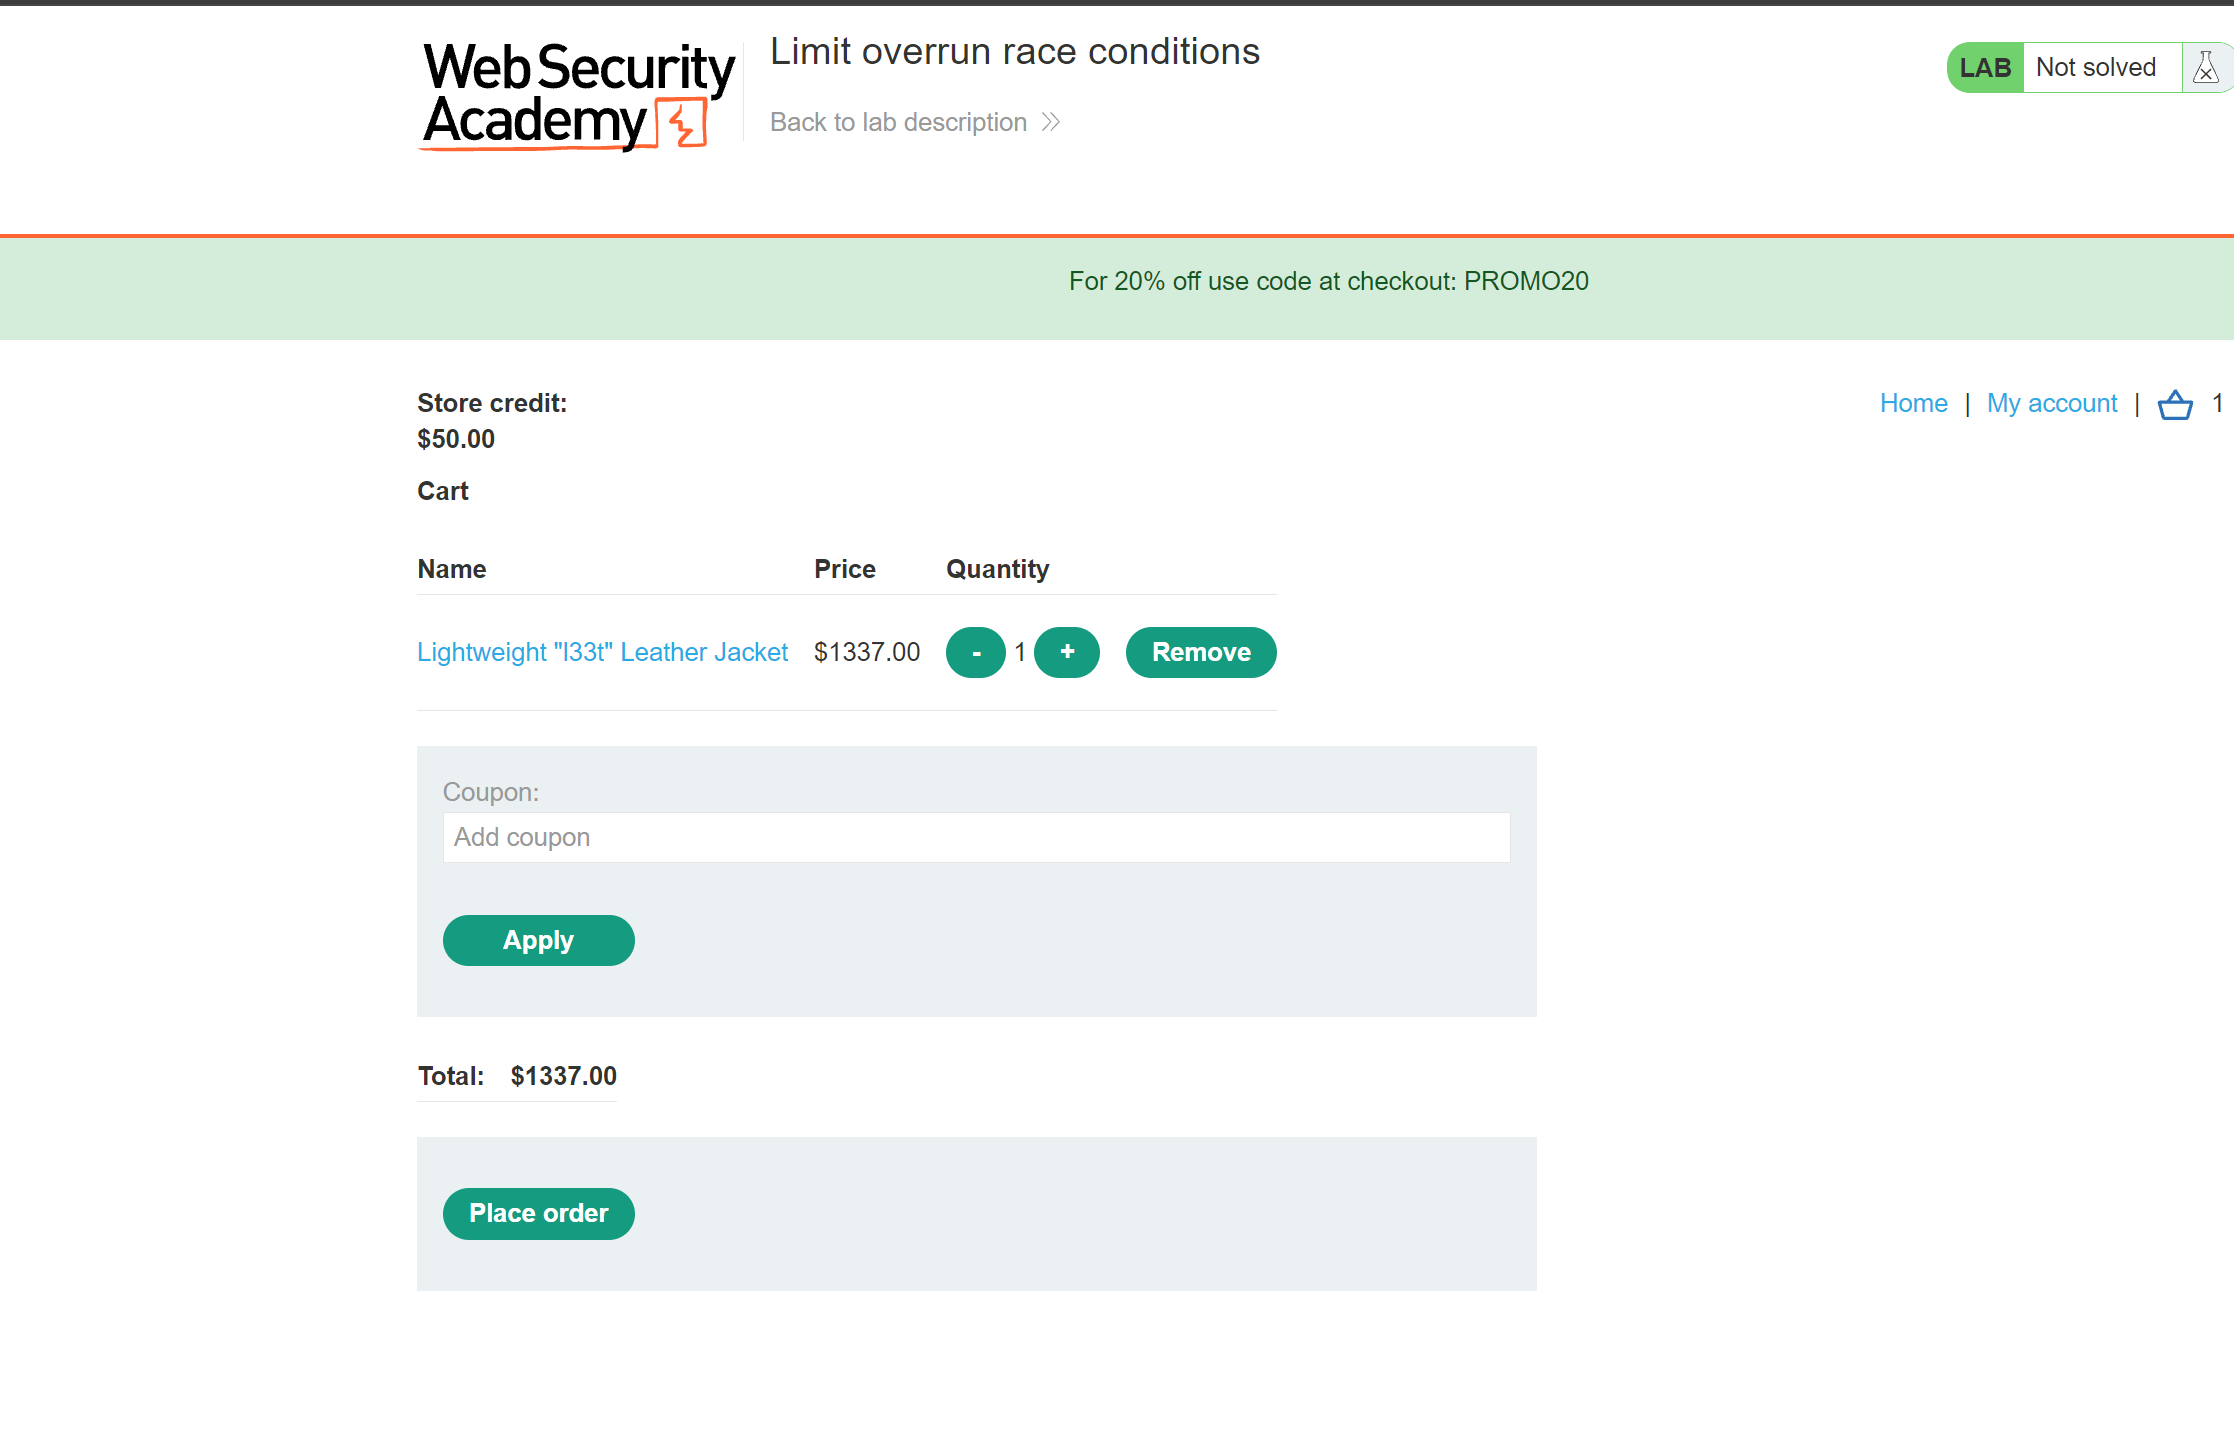 Web Security
Academy
Limit overrun race conditions
Back to lab description
LAB Not solved
For 20% off use code at checkout: PROMO20
Store credit:
$50.00
Home | My account | 1
Cart
Name Price Quantity
Lightweight "l33t" Leather Jacket $1337.00 - 1 + Remove
Coupon:
Add coupon
Apply
Total: $1337.00
Place order